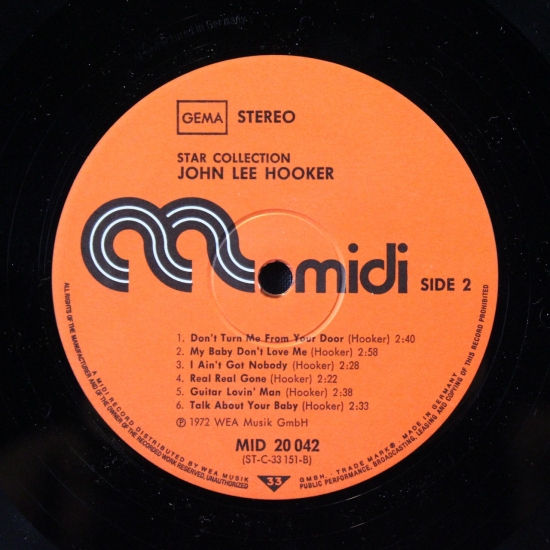 GEMA STEREO
STAR COLLECTION
JOHN LEE HOOKER
midi SIDE 2
1. Don't Turn Me From Your Door (Hooker) 2:40
2. My Baby Don't Love Me (Hooker) 2:58
3. I Ain't Got Nobody (Hooker) 2:28
4. Real Real Gone (Hooker) 2:22
5. Guitar Lovin' Man (Hooker) 2:38
6. Talk About Your Baby (Hooker) 2:33
Ⓟ 1972 WEA Musik GmbH
MID 20 042
(ST-C-33 151-B)
33
A MIDI RECORD DISTRIBUTED BY WEA MUSIK GMBH. TRADE MARK®. MADE IN GERMANY
ALL RIGHTS OF THE MANUFACTURER AND OF THE OWNER OF THE RECORDED WORK RESERVED. UNAUTHORIZED PUBLIC PERFORMANCE, BROADCASTING, LEASING AND COPYING OF THIS RECORD PROHIBITED